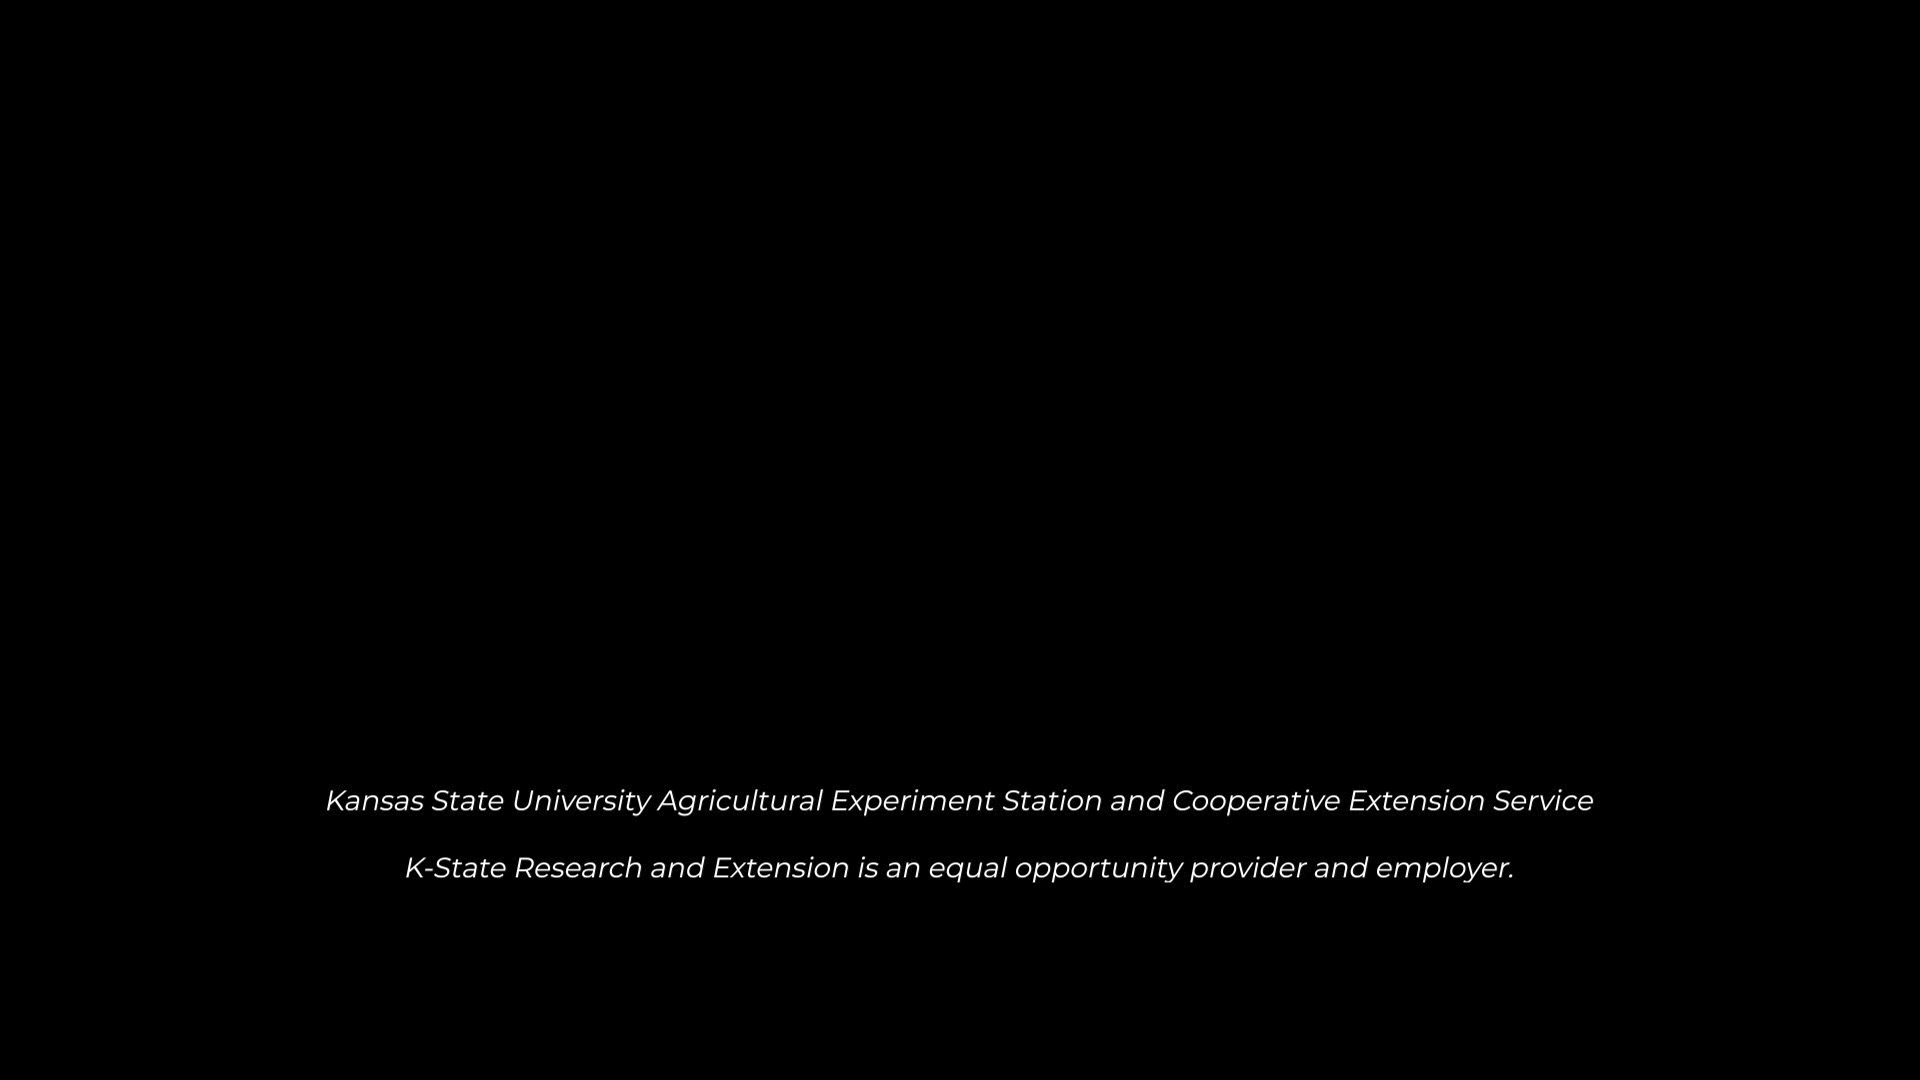 Kansas State University Agricultural Experiment Station and Cooperative Extension Service
K-State Research and Extension is an equal opportunity provider and employer.